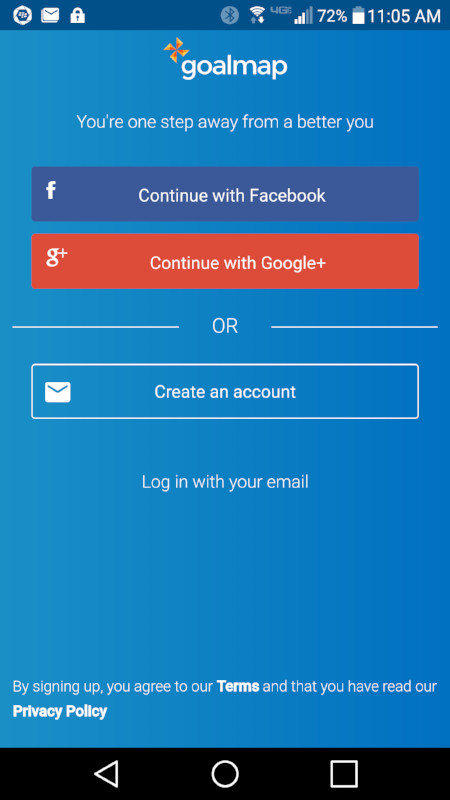 4G LTE 72% 11:05 AM
goalmap
You're one step away from a better you
f Continue with Facebook
g+ Continue with Google+
OR
Create an account
Log in with your email
By signing up, you agree to our Terms and that you have read our
Privacy Policy